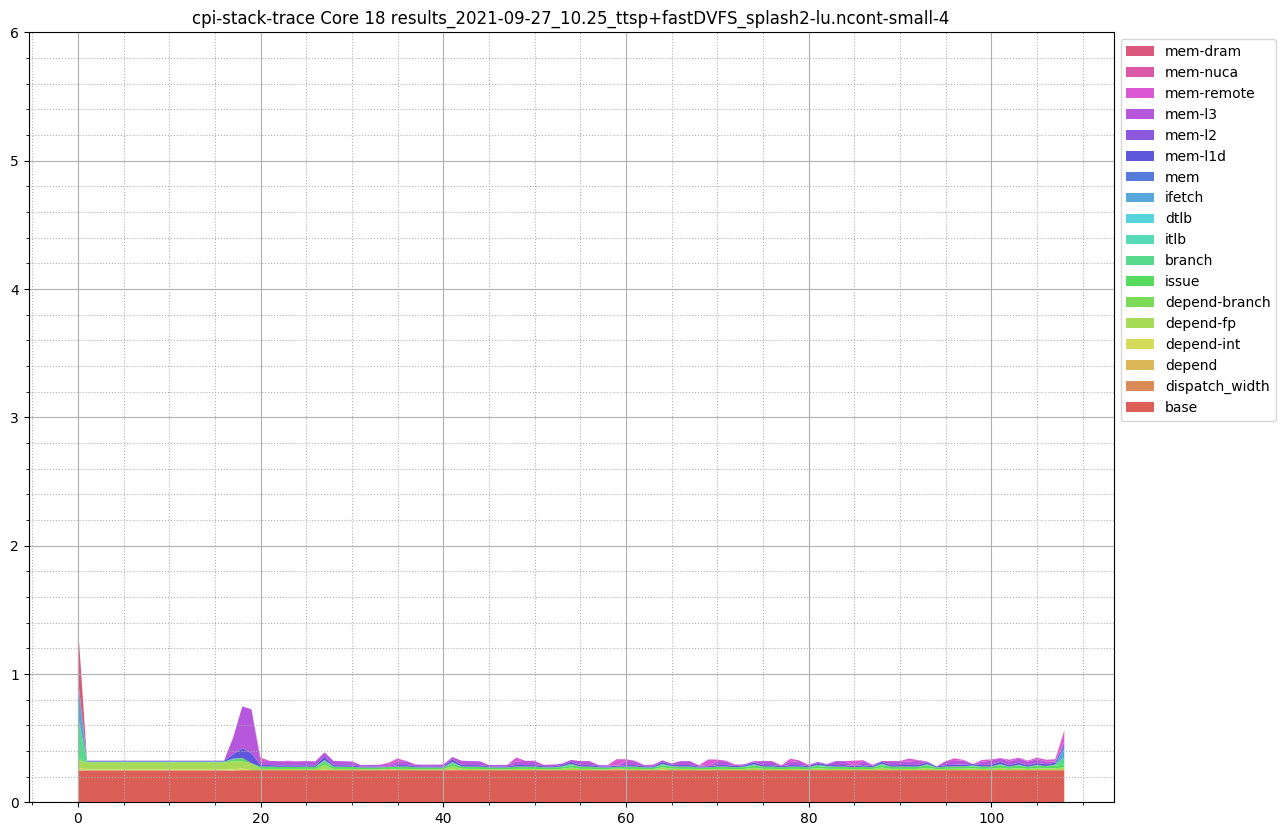 cpi-stack-trace Core 18 results_2021-09-27_10.25_ttsp+fastDVFS_splash2-lu.ncont-small-4
6
5
4
3
2
1
0
0 20 40 60 80 100
mem-dram
mem-nuca
mem-remote
mem-l3
mem-l2
mem-l1d
mem
ifetch
dtlb
itlb
branch
issue
depend-branch
depend-fp
depend-int
depend
dispatch_width
base